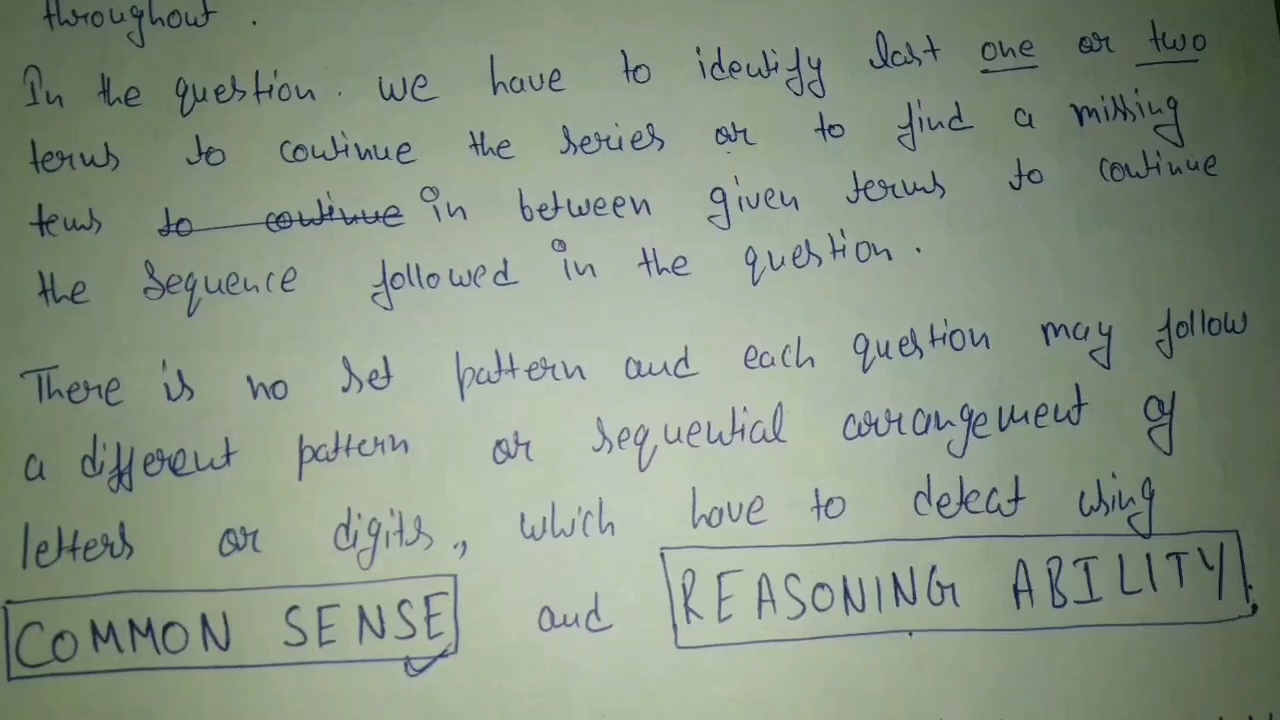 throughout.
In the question. we have to identify last one or two
terms to continue the series or to find a missing
tems to continue in between given terms to continue
the sequence followed in the question.
There is no set pattern and each question may follow
a different pattern or sequential arrangement of
letters or digits, which have to detect using
COMMON SENSE and REASONING ABILITY.